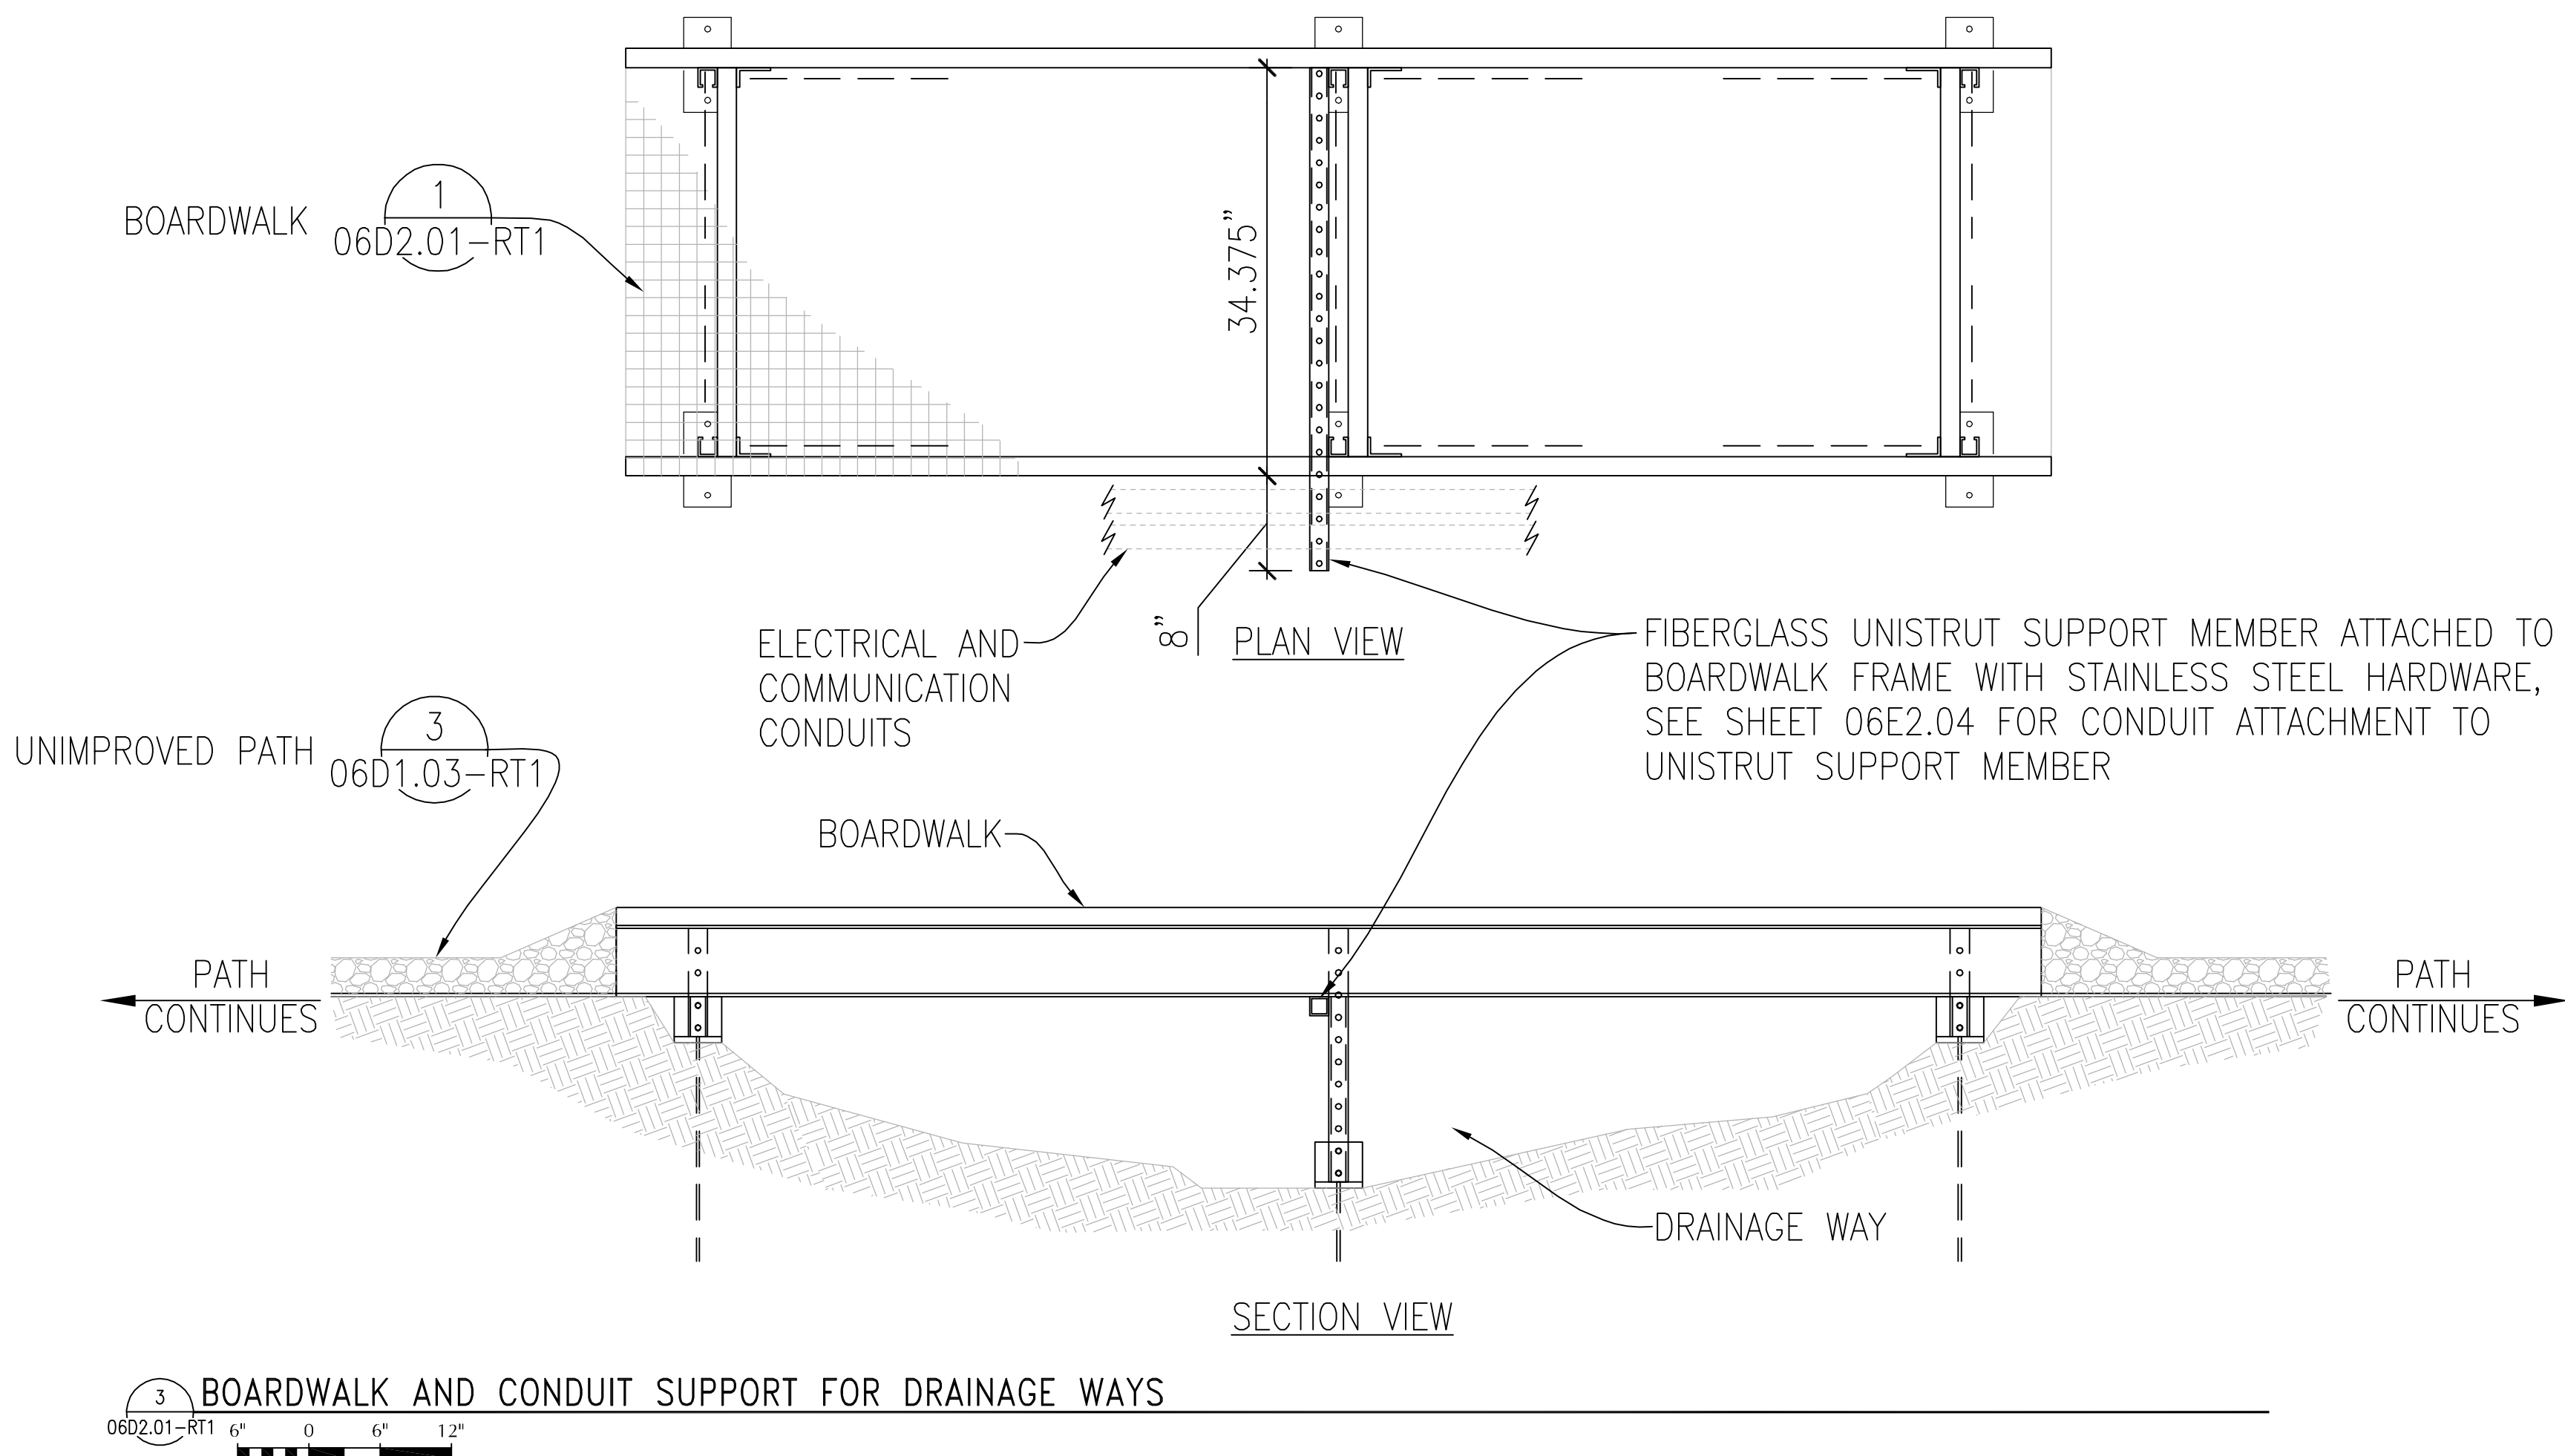 BOARDWALK
1
06D2.01-RT1
34.375"
8"
PLAN VIEW
ELECTRICAL AND
COMMUNICATION
CONDUITS
FIBERGLASS UNISTRUT SUPPORT MEMBER ATTACHED TO
BOARDWALK FRAME WITH STAINLESS STEEL HARDWARE,
SEE SHEET 06E2.04 FOR CONDUIT ATTACHMENT TO
UNISTRUT SUPPORT MEMBER
UNIMPROVED PATH
3
06D1.03-RT1
BOARDWALK
PATH
CONTINUES
PATH
CONTINUES
DRAINAGE WAY
SECTION VIEW
3
06D2.01-RT1
BOARDWALK AND CONDUIT SUPPORT FOR DRAINAGE WAYS
6" 0 6" 12"